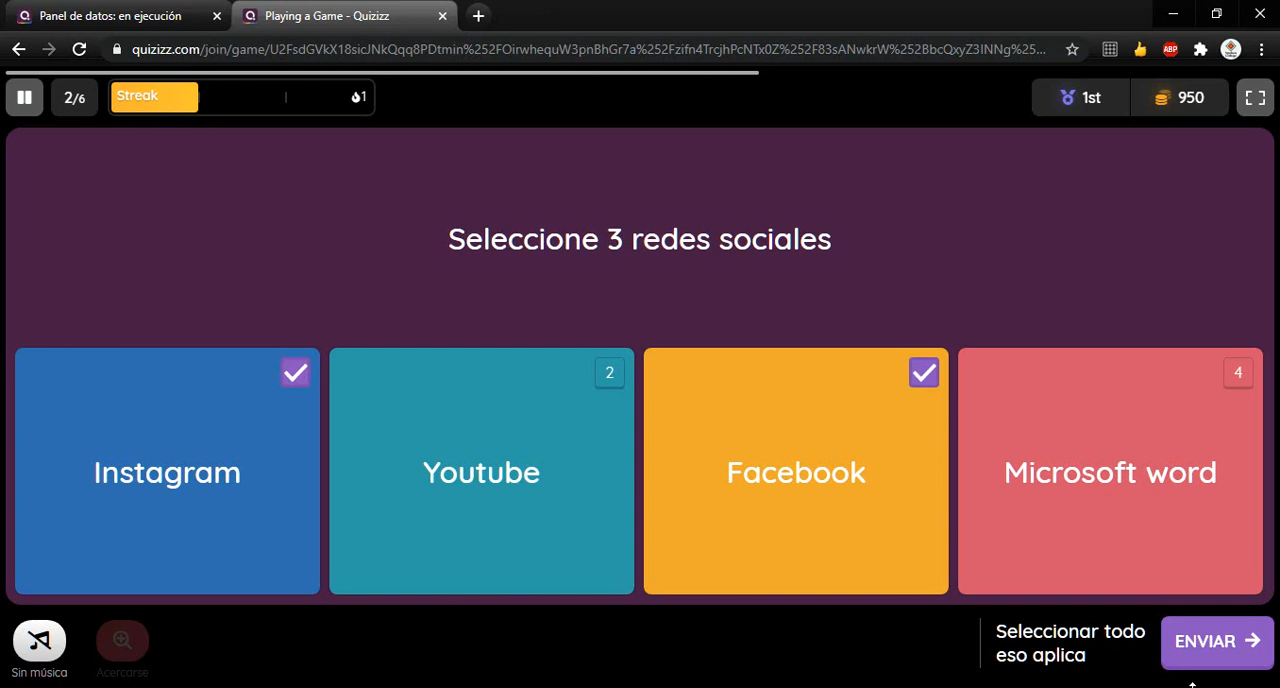 Panel de datos: en ejecución
Playing a Game - Quizizz
quizizz.com/join/game/U2FsdGVkX18sicJNkQqq8PDtmin%252FOirwhequW3pnBhGr7a%252Fzifn4TrcjhPcNTx0Z%252F83sANwkrW%252BbcQxyZ3INNg%25...
ABP
2/6
Streak
1
1st
950
Seleccione 3 redes sociales
2
4
Instagram
Youtube
Facebook
Microsoft word
Seleccionar todo
eso aplica
ENVIAR
Sin música
Acercarse